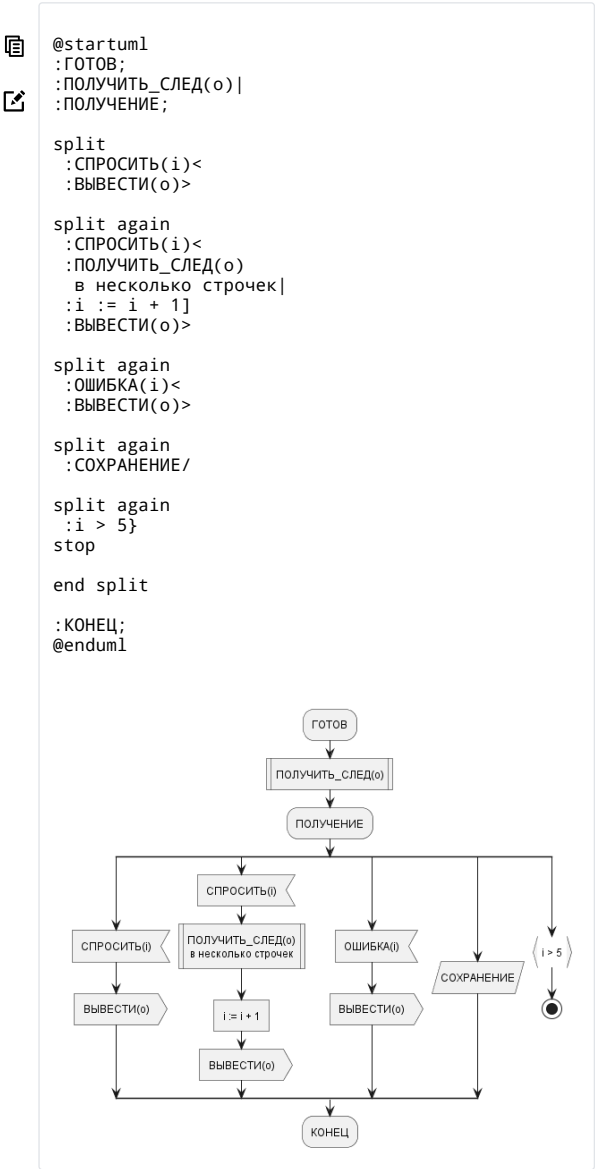 @startuml
:ГОТОВ;
:ПОЛУЧИТЬ_СЛЕД(o)|
:ПОЛУЧЕНИЕ;
split
:СПРОСИТЬ(i)<
:ВЫВЕСТИ(o)>
split again
:СПРОСИТЬ(i)<
:ПОЛУЧИТЬ_СЛЕД(o)
в несколько строчек|
:i := i + 1]
:ВЫВЕСТИ(o)>
split again
:ОШИБКА(i)<
:ВЫВЕСТИ(o)>
split again
:СОХРАНЕНИЕ/
split again
:i > 5}
stop
end split
:КОНЕЦ;
@enduml
ГОТОВ
ПОЛУЧИТЬ_СЛЕД(o)
ПОЛУЧЕНИЕ
СПРОСИТЬ(i)
ВЫВЕСТИ(o)
СПРОСИТЬ(i)
ПОЛУЧИТЬ_СЛЕД(o)
в несколько строчек
i := i + 1
ВЫВЕСТИ(o)
ОШИБКА(i)
ВЫВЕСТИ(o)
СОХРАНЕНИЕ
i > 5
КОНЕЦ